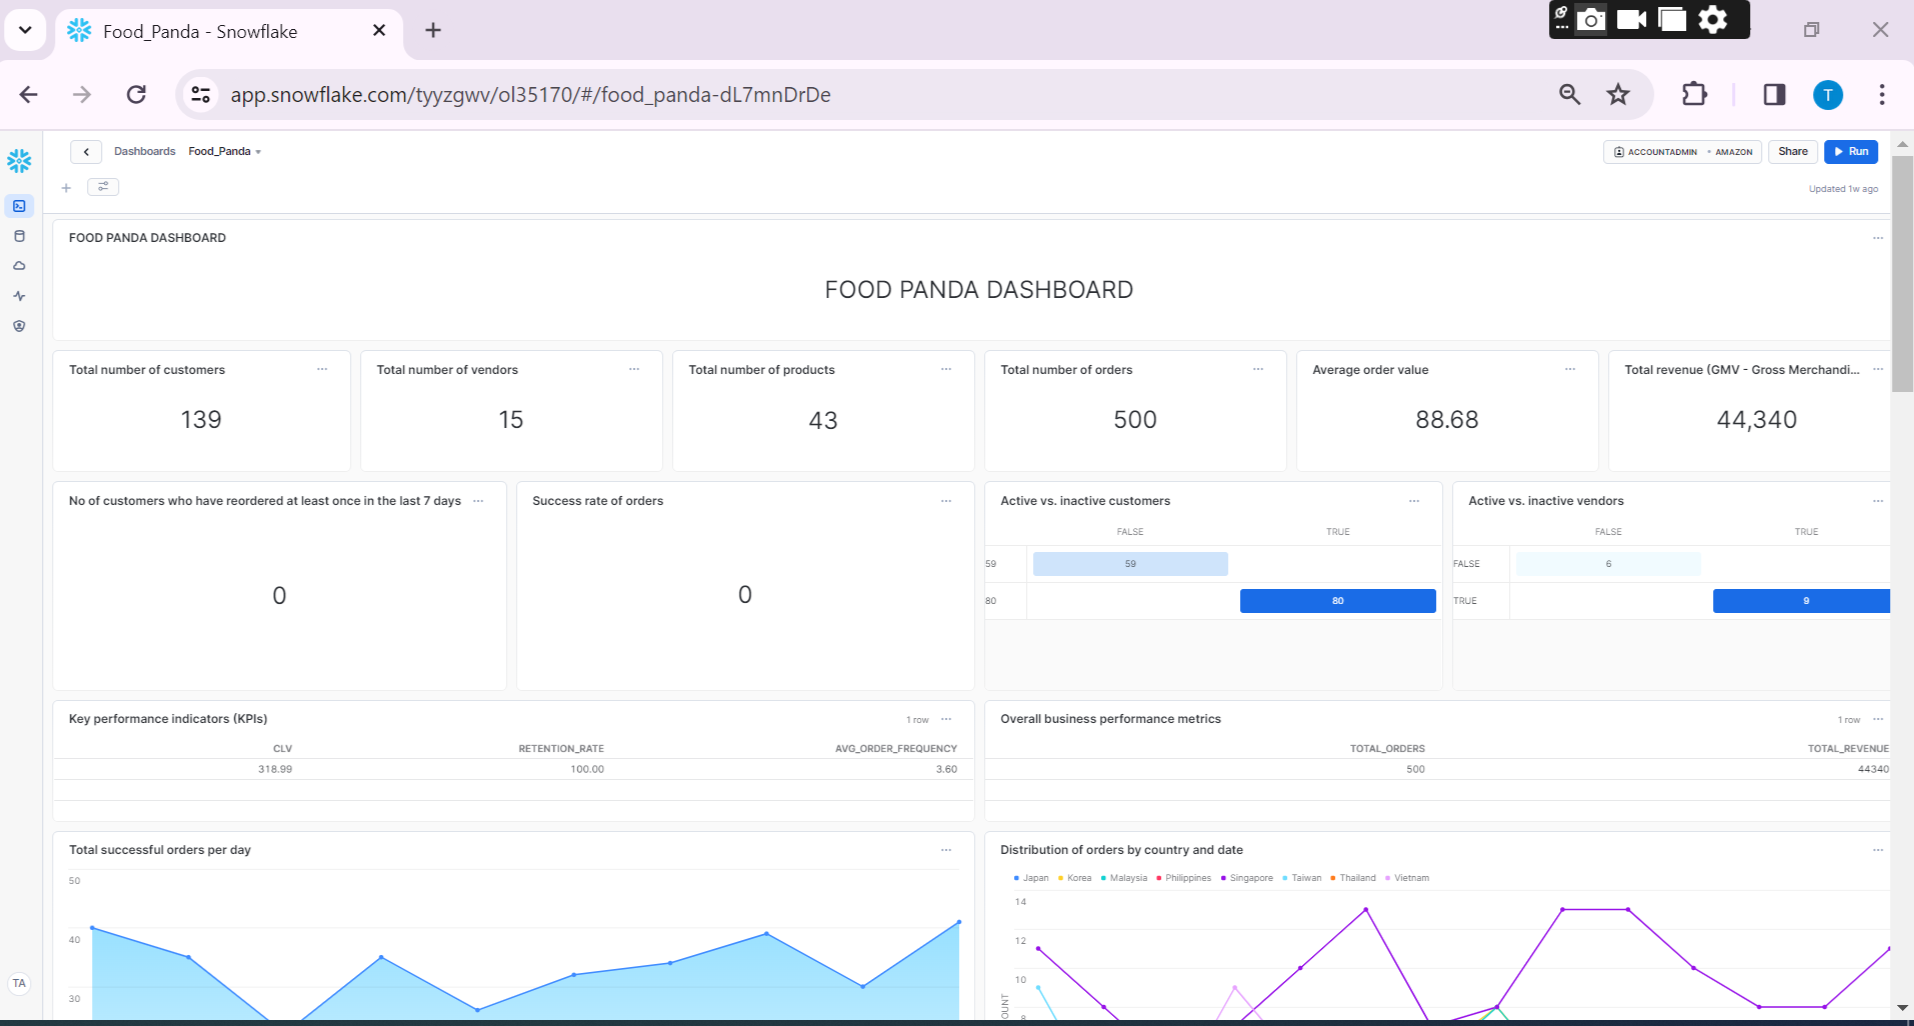 Food_Panda - Snowflake
app.snowflake.com/tyyzgwv/ol35170/#/food_panda-dL7mnDrDe
T
Dashboards Food_Panda
ACCOUNTADMIN • AMAZON Share Run
Updated 1w ago
FOOD PANDA DASHBOARD
FOOD PANDA DASHBOARD
Total number of customers ... Total number of vendors ... Total number of products ... Total number of orders ... Average order value ... Total revenue (GMV - Gross Merchandi... ...
139 15 43 500 88.68 44,340
No of customers who have reordered at least once in the last 7 days ... Success rate of orders ... Active vs. inactive customers ... Active vs. inactive vendors ...
FALSE TRUE FALSE TRUE
59 59 FALSE 6
0 0 80 80 TRUE 9
Key performance indicators (KPIs) 1 row ... Overall business performance metrics 1 row ...
CLV RETENTION_RATE AVG_ORDER_FREQUENCY TOTAL_ORDERS TOTAL_REVENUE
318.99 100.00 3.60 500 44340
Total successful orders per day ... Distribution of orders by country and date ...
Japan Korea Malaysia Philippines Singapore Taiwan Thailand Vietnam
50
40
30
14
12
10
8
OUNT
TA